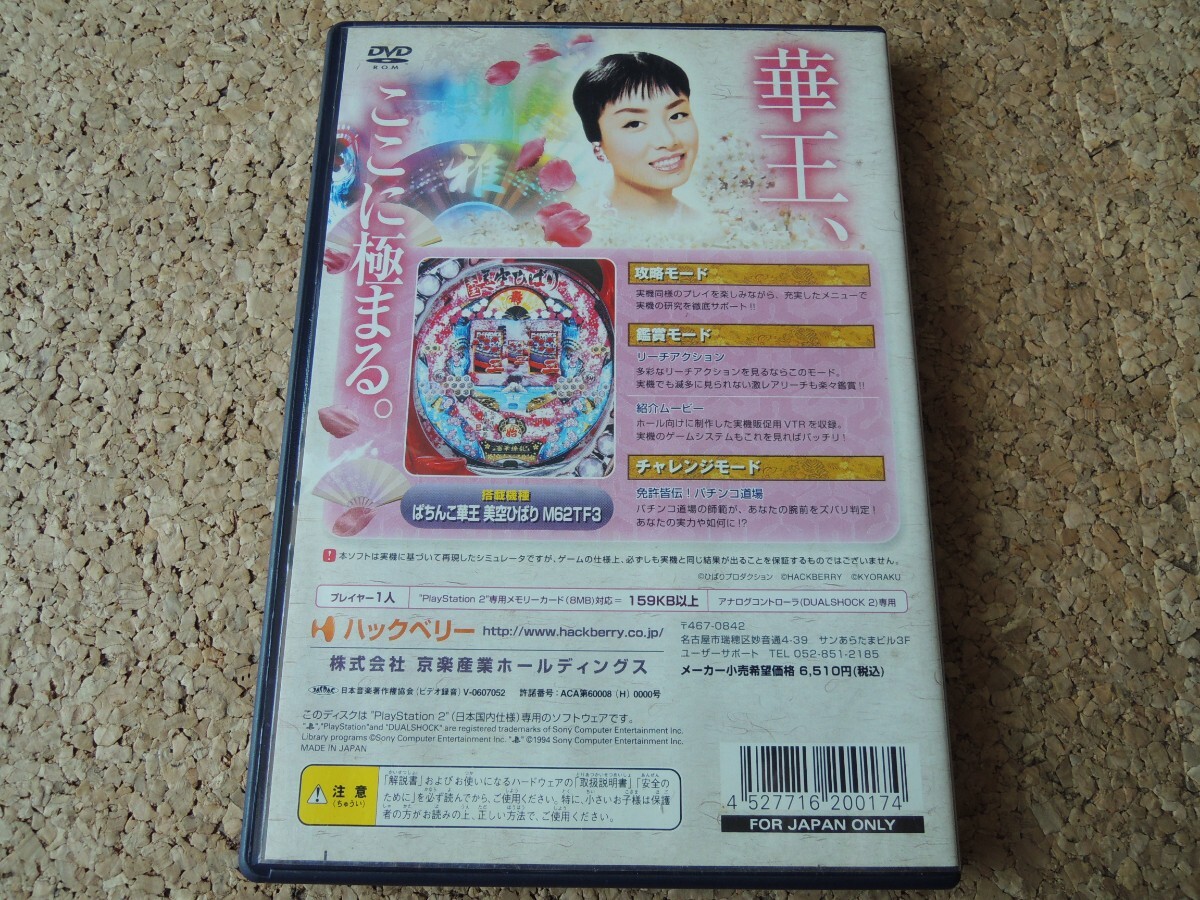 DVD
ROM
華王、
ここに極まる。
雅
攻略モード
実機同様のプレイを楽しみながら、充実したメニューで
実機の研究を徹底サポート!!
鑑賞モード
リーチアクション
多彩なリーチアクションを見るならこのモード。
実機でも滅多に見られない激レアリーチも楽々鑑賞!!
紹介ムービー
ホール向けに制作した実機販促用VTRを収録。
実機のゲームシステムもこれを見ればバッチリ!
チャレンジモード
免許皆伝!パチンコ道場
パチンコ道場の師範が、あなたの腕前をズバリ判定!
あなたの実力や如何に!?
搭載機種
ぱちんこ華王 美空ひばり M62TF3
本ソフトは実機に基づいて再現したシミュレータですが、ゲームの仕様上、必ずしも実機と同じ結果が出ることを保証するものではございません。
©ひばりプロダクション ©HACKBERRY ©KYORAKU
プレイヤー1人
"PlayStation 2"専用メモリーカード(8MB)対応= 159KB以上
アナログコントローラ(DUALSHOCK 2)専用
ハックベリー http://www.hackberry.co.jp/
株式会社 京楽産業ホールディングス
〒467-0842
名古屋市瑞穂区妙音通4-39 サンあらたまビル3F
ユーザーサポート TEL 052-851-2185
メーカー小売希望価格 6,510円(税込)
日本音楽著作権協会(ビデオ録音) V-0607052 許諾番号:ACA第60008(H)0000号
このディスクは "PlayStation 2"(日本国内仕様)専用のソフトウェアです。
" ","PlayStation"and "DUALSHOCK" are registered trademarks of Sony Computer Entertainment Inc.
Library programs ©Sony Computer Entertainment Inc. " " ©1994 Sony Computer Entertainment Inc.
MADE IN JAPAN
注意
(ちゅうい)
「解説書」およびお使いになるハードウェアの「取扱説明書」「安全の
ために」を必ず読んでから、ご使用ください。特に、小さいお子様は保護
者の方がお読みの上、正しい方法で、ご使用ください。
4 527716 200174
FOR JAPAN ONLY